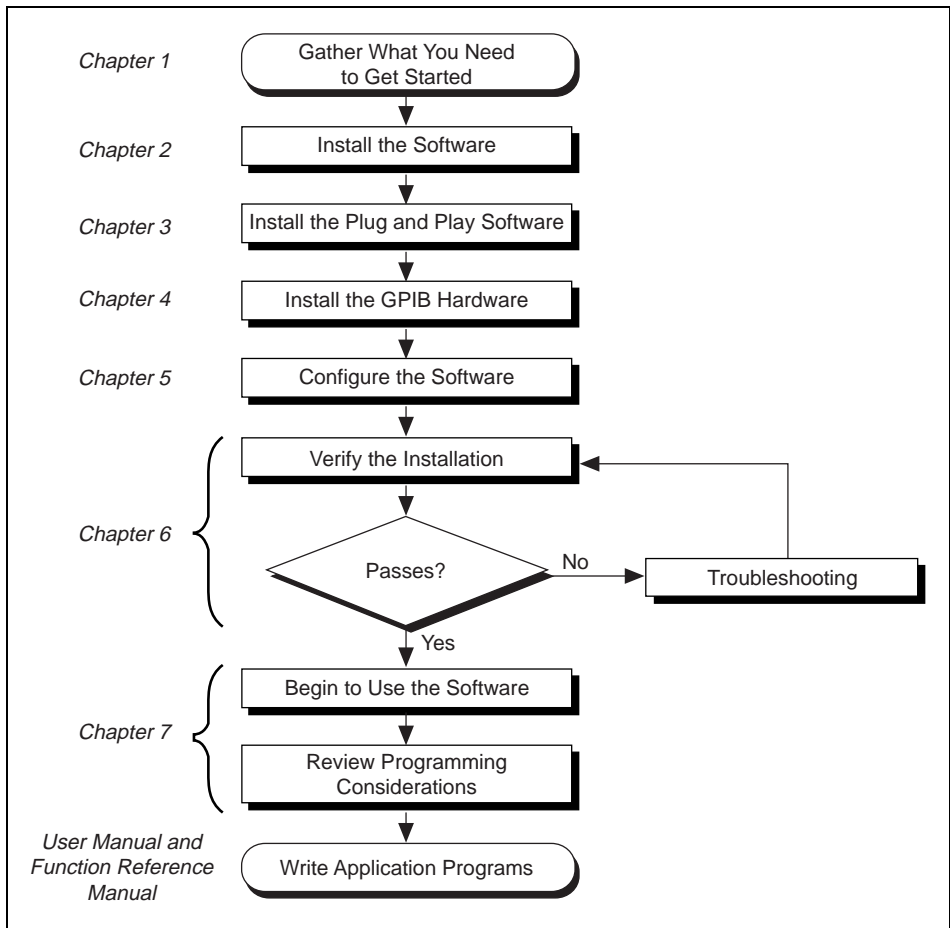 Chapter 1
Gather What You Need
to Get Started
Chapter 2
Install the Software
Chapter 3
Install the Plug and Play Software
Chapter 4
Install the GPIB Hardware
Chapter 5
Configure the Software
Chapter 6
Verify the Installation
Passes?
No
Troubleshooting
Yes
Chapter 7
Begin to Use the Software
Review Programming
Considerations
User Manual and
Function Reference
Manual
Write Application Programs